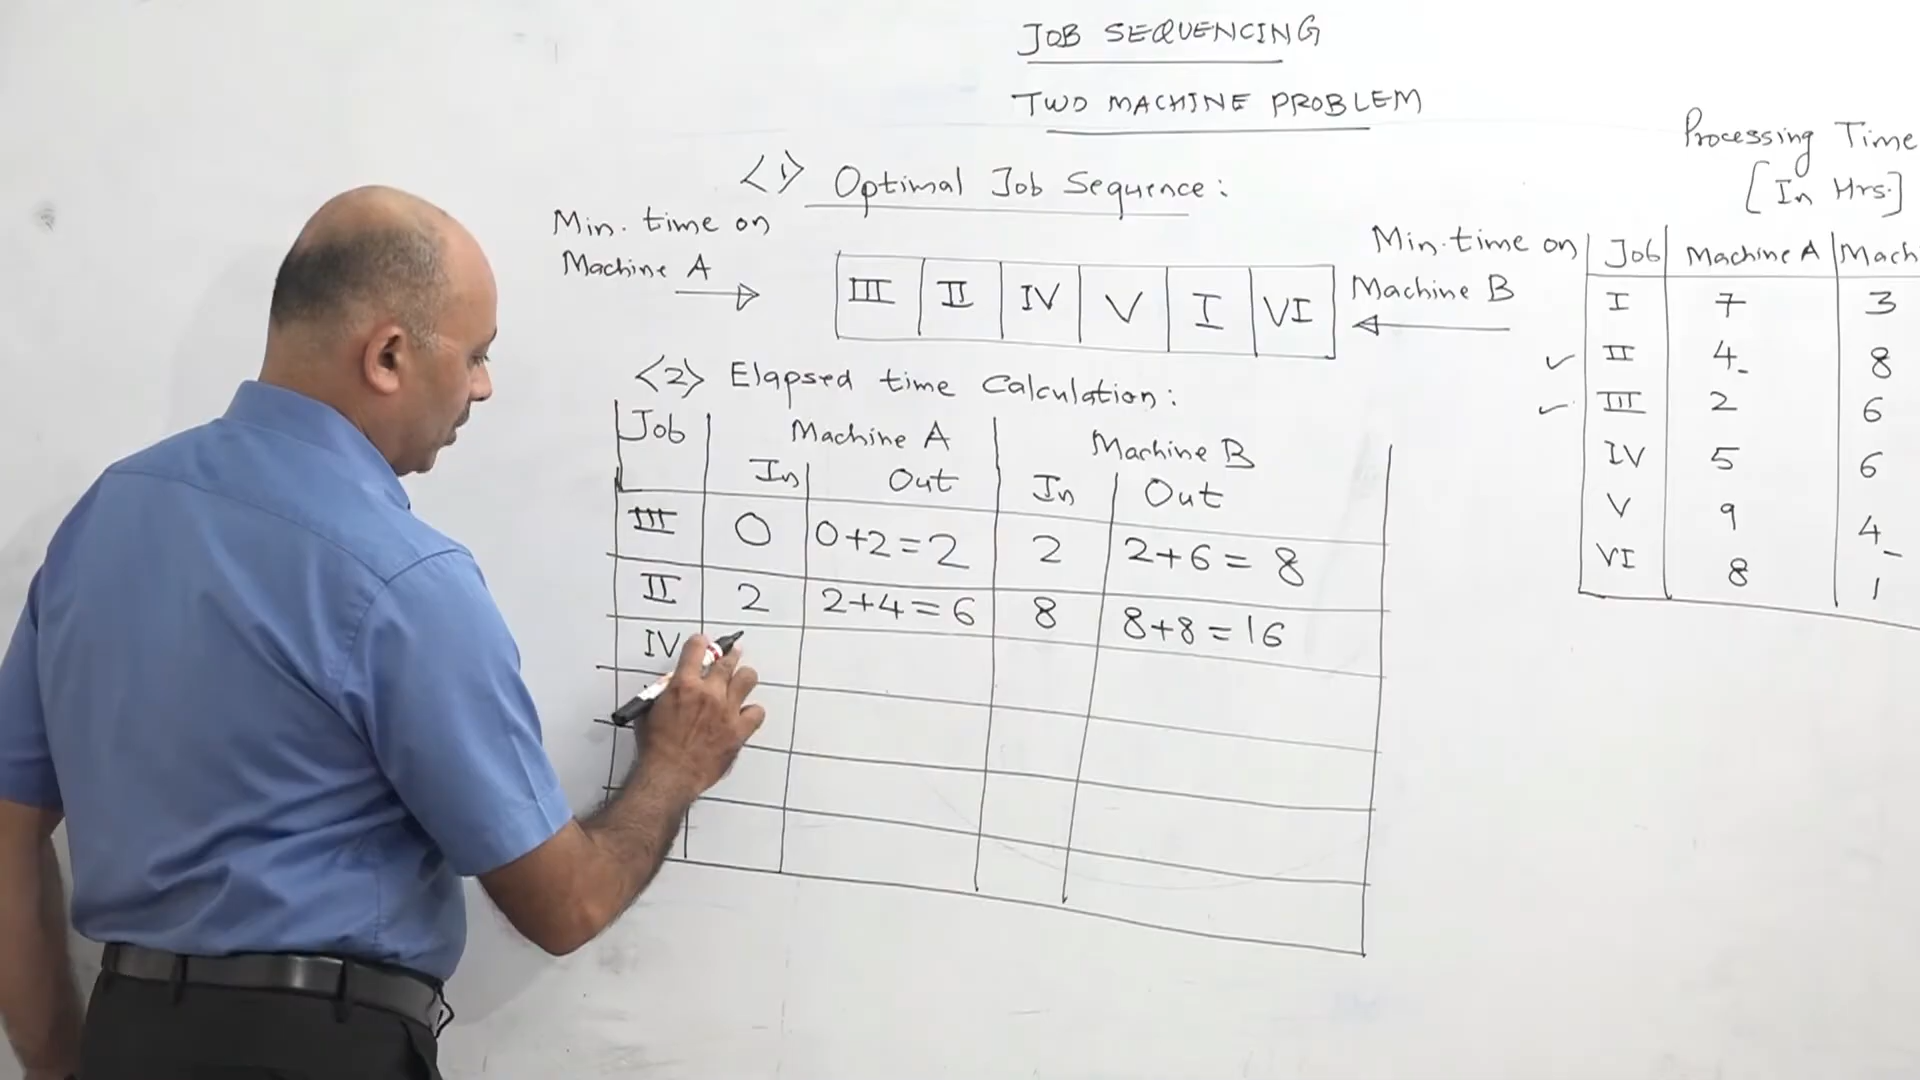 JOB SEQUENCING
TWO MACHINE PROBLEM
<1> Optimal Job Sequence:
Min. time on
Machine A
III II IV V I VI
Min. time on
Machine B
<2> Elapsed time Calculation:
Job Machine A Machine B
In Out In Out
III 0 0+2=2 2 2+6=8
II 2 2+4=6 8 8+8=16
IV
Processing Time
[In Hrs.]
Job Machine A Mach
I 7 3
II 4 8
III 2 6
IV 5 6
V 9 4
VI 8 1